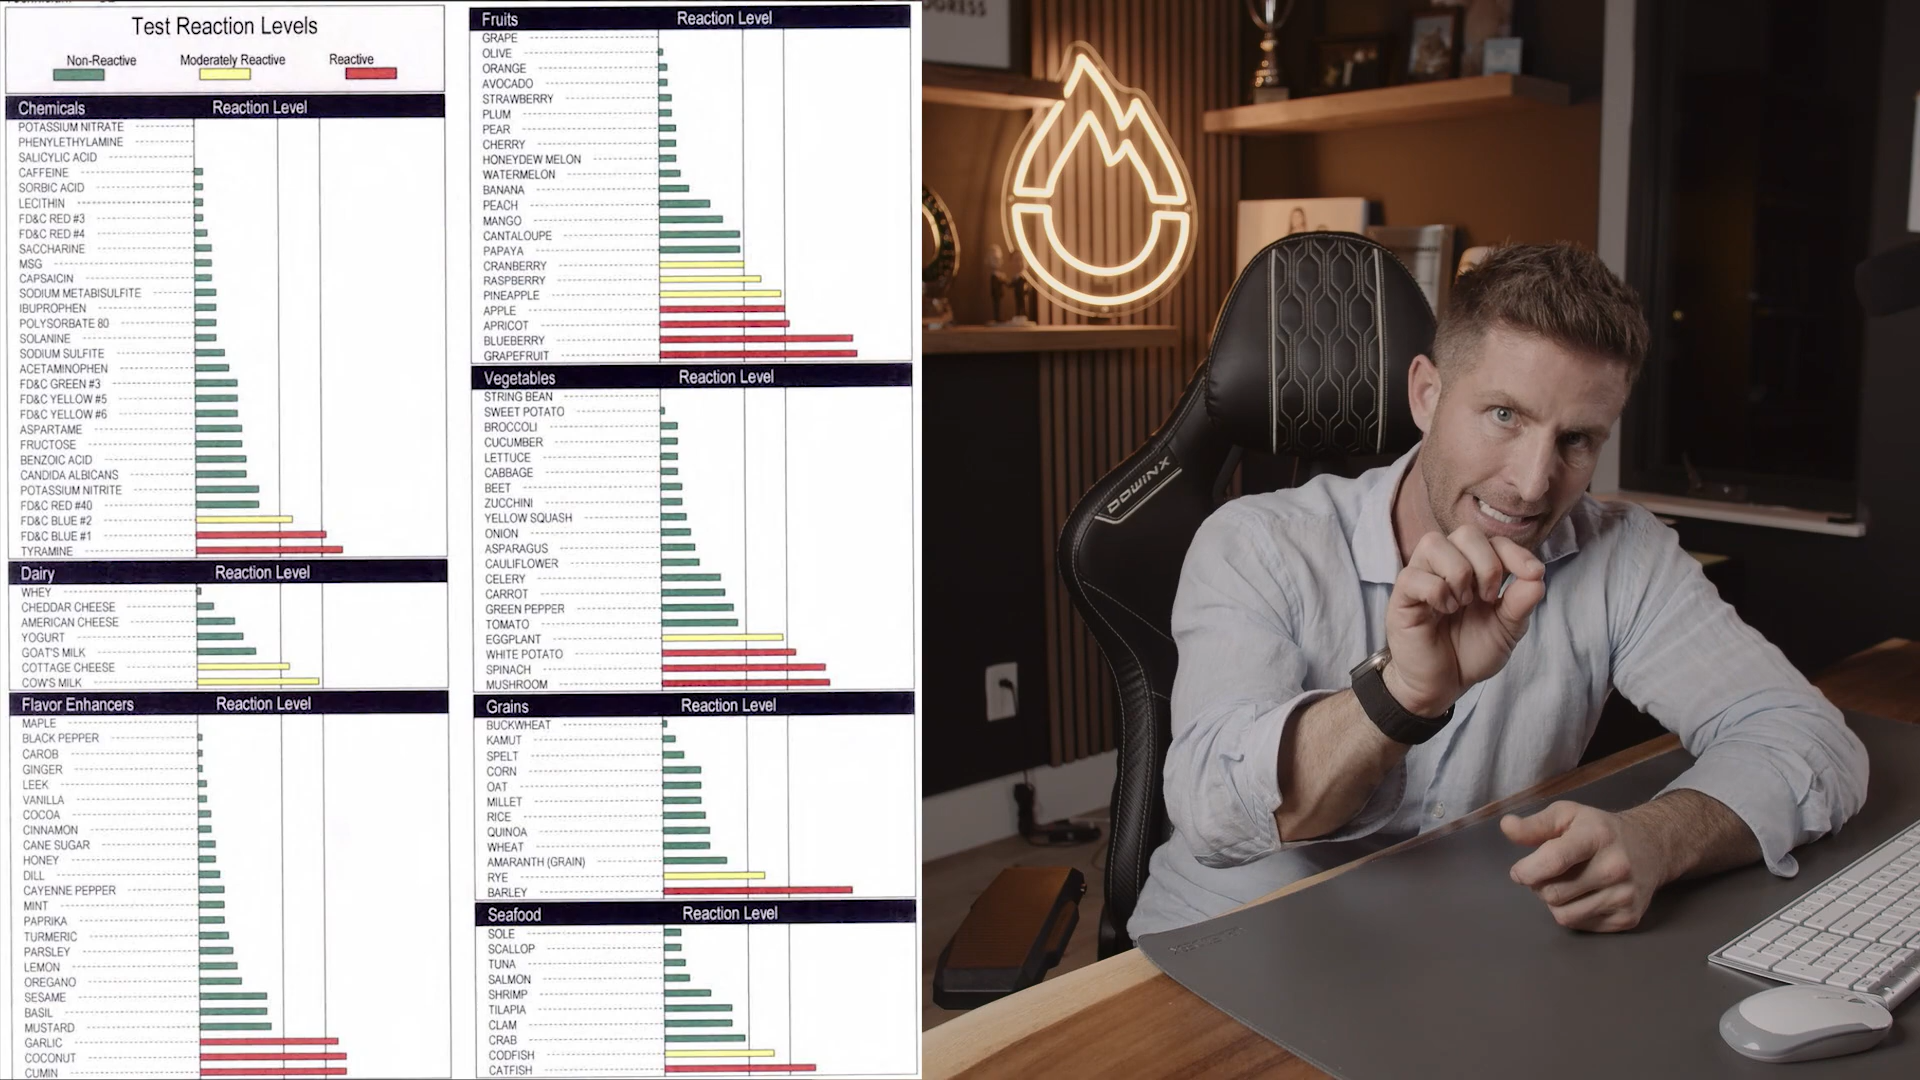 Test Reaction Levels
Non-Reactive Moderately Reactive Reactive
Chemicals Reaction Level
POTASSIUM NITRATE
PHENYLETHYLAMINE
SALICYLIC ACID
CAFFEINE
SORBIC ACID
LECITHIN
FD&C RED #3
FD&C RED #4
SACCHARINE
MSG
CAPSAICIN
SODIUM METABISULFITE
IBUPROPHEN
POLYSORBATE 80
SOLANINE
SODIUM SULFITE
ACETAMINOPHEN
FD&C GREEN #3
FD&C YELLOW #5
FD&C YELLOW #6
ASPARTAME
FRUCTOSE
BENZOIC ACID
CANDIDA ALBICANS
POTASSIUM NITRITE
FD&C RED #40
FD&C BLUE #2
FD&C BLUE #1
TYRAMINE
Dairy Reaction Level
WHEY
CHEDDAR CHEESE
AMERICAN CHEESE
YOGURT
GOAT'S MILK
COTTAGE CHEESE
COW'S MILK
Flavor Enhancers Reaction Level
MAPLE
BLACK PEPPER
CAROB
GINGER
LEEK
VANILLA
COCOA
CINNAMON
CANE SUGAR
HONEY
DILL
CAYENNE PEPPER
MINT
PAPRIKA
TURMERIC
PARSLEY
LEMON
OREGANO
SESAME
BASIL
MUSTARD
GARLIC
COCONUT
CUMIN
Fruits Reaction Level
GRAPE
OLIVE
ORANGE
AVOCADO
STRAWBERRY
PLUM
PEAR
CHERRY
HONEYDEW MELON
WATERMELON
BANANA
PEACH
MANGO
CANTALOUPE
PAPAYA
CRANBERRY
RASPBERRY
PINEAPPLE
APPLE
APRICOT
BLUEBERRY
GRAPEFRUIT
Vegetables Reaction Level
STRING BEAN
SWEET POTATO
BROCCOLI
CUCUMBER
LETTUCE
CABBAGE
BEET
ZUCCHINI
YELLOW SQUASH
ONION
ASPARAGUS
CAULIFLOWER
CELERY
CARROT
GREEN PEPPER
TOMATO
EGGPLANT
WHITE POTATO
SPINACH
MUSHROOM
Grains Reaction Level
BUCKWHEAT
KAMUT
SPELT
CORN
OAT
MILLET
RICE
QUINOA
WHEAT
AMARANTH (GRAIN)
RYE
BARLEY
Seafood Reaction Level
SOLE
SCALLOP
TUNA
SALMON
SHRIMP
TILAPIA
CLAM
CRAB
CODFISH
CATFISH
DOWINX